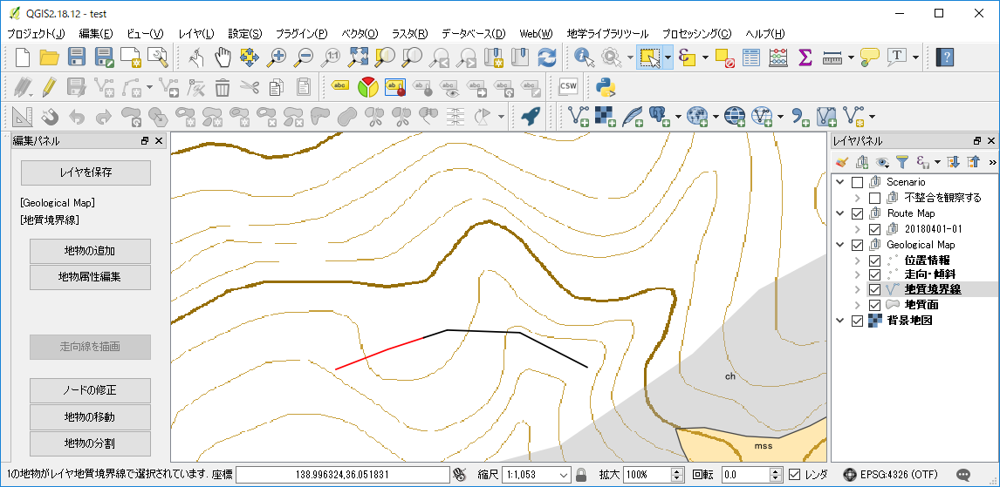 QGIS2.18.12 - test
プロジェクト(J) 編集(E) ビュー(V) レイヤ(L) 設定(S) プラグイン(P) ベクタ(O) ラスタ(R) データベース(D) Web(W) 地学ライブラリツール プロセッシング(C) ヘルプ(H)
1:1
Σ
T
?
abc abc abc abc abc abc abc CSW
編集パネル
レイヤを保存
[Geological Map]
[地質境界線]
地物の追加
地物属性編集
走向線を描画
ノードの修正
地物の移動
地物の分割
ch
mss
レイヤパネル
»
Scenario
不整合を観察する
Route Map
20180401-01
Geological Map
位置情報
走向・傾斜
地質境界線
地質面
背景地図
1の地物がレイヤ地質境界線で選択されています. 座標 138.996324,36.051831 縮尺 1:1,053 拡大 100% 回転 0.0 レンダ EPSG:4326 (OTF)